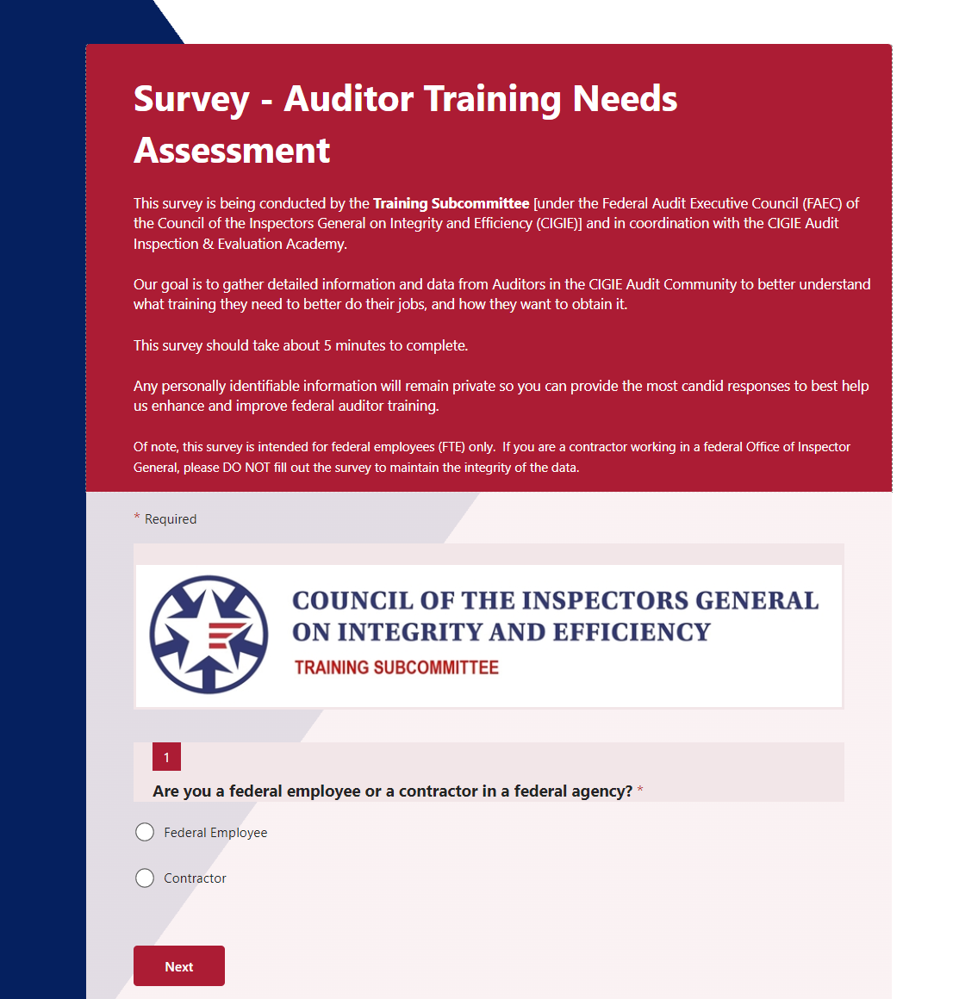 Survey - Auditor Training Needs
Assessment
This survey is being conducted by the Training Subcommittee [under the Federal Audit Executive Council (FAEC) of
the Council of the Inspectors General on Integrity and Efficiency (CIGIE)] and in coordination with the CIGIE Audit
Inspection & Evaluation Academy.
Our goal is to gather detailed information and data from Auditors in the CIGIE Audit Community to better understand
what training they need to better do their jobs, and how they want to obtain it.
This survey should take about 5 minutes to complete.
Any personally identifiable information will remain private so you can provide the most candid responses to best help
us enhance and improve federal auditor training.
Of note, this survey is intended for federal employees (FTE) only.  If you are a contractor working in a federal Office of Inspector
General, please DO NOT fill out the survey to maintain the integrity of the data.
* Required
COUNCIL OF THE INSPECTORS GENERAL
ON INTEGRITY AND EFFICIENCY
TRAINING SUBCOMMITTEE
1
Are you a federal employee or a contractor in a federal agency? *
Federal Employee
Contractor
Next